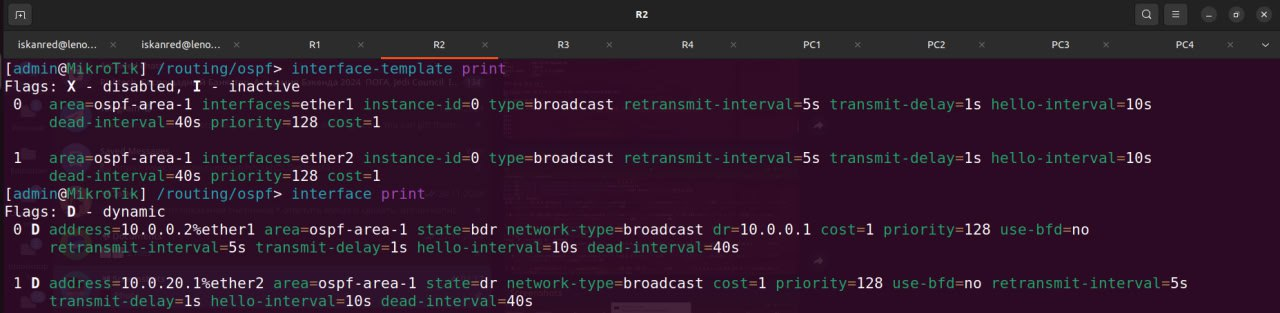 R2
iskanred@leno...
iskanred@leno...
R1
R2
R3
R4
PC1
PC2
PC3
PC4
[admin@MikroTik] /routing/ospf> interface-template print
Flags: X - disabled, I - inactive
0 area=ospf-area-1 interfaces=ether1 instance-id=0 type=broadcast retransmit-interval=5s transmit-delay=1s hello-interval=10s
dead-interval=40s priority=128 cost=1
1 area=ospf-area-1 interfaces=ether2 instance-id=0 type=broadcast retransmit-interval=5s transmit-delay=1s hello-interval=10s
dead-interval=40s priority=128 cost=1
[admin@MikroTik] /routing/ospf> interface print
Flags: D - dynamic
0 D address=10.0.0.2%ether1 area=ospf-area-1 state=bdr network-type=broadcast dr=10.0.0.1 cost=1 priority=128 use-bfd=no
retransmit-interval=5s transmit-delay=1s hello-interval=10s dead-interval=40s
1 D address=10.0.20.1%ether2 area=ospf-area-1 state=dr network-type=broadcast cost=1 priority=128 use-bfd=no retransmit-interval=5s
transmit-delay=1s hello-interval=10s dead-interval=40s